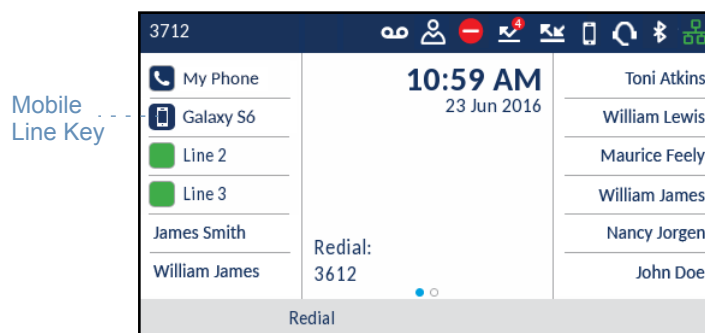 3712
4
Mobile
Line Key
My Phone
Galaxy S6
Line 2
Line 3
James Smith
William James
10:59 AM
23 Jun 2016
Redial:
3612
Toni Atkins
William Lewis
Maurice Feely
William James
Nancy Jorgen
John Doe
Redial